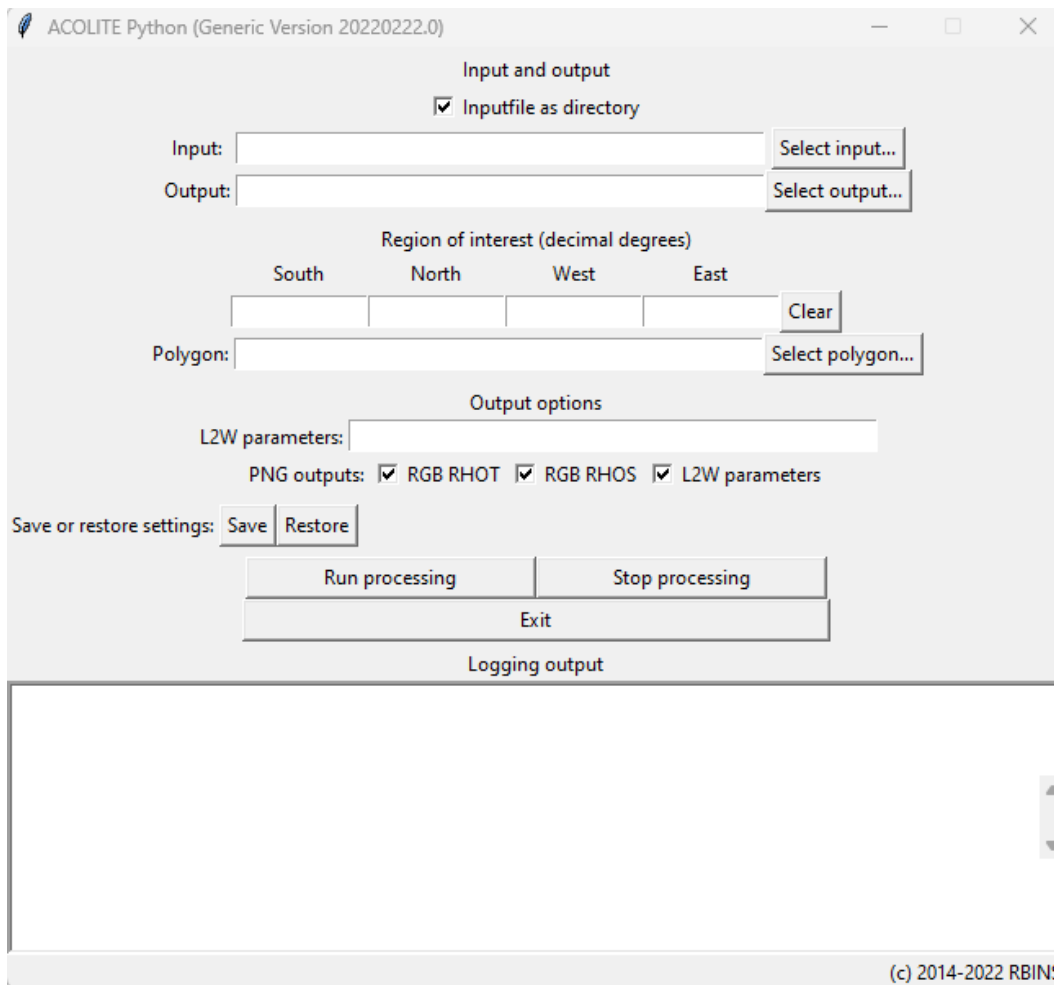 ACOLITE Python (Generic Version 20220222.0)
Input and output
Inputfile as directory
Input: Select input...
Output: Select output...
Region of interest (decimal degrees)
South North West East
Clear
Polygon: Select polygon...
Output options
L2W parameters:
PNG outputs: RGB RHOT RGB RHOS L2W parameters
Save or restore settings: Save Restore
Run processing Stop processing
Exit
Logging output
(c) 2014-2022 RBINS